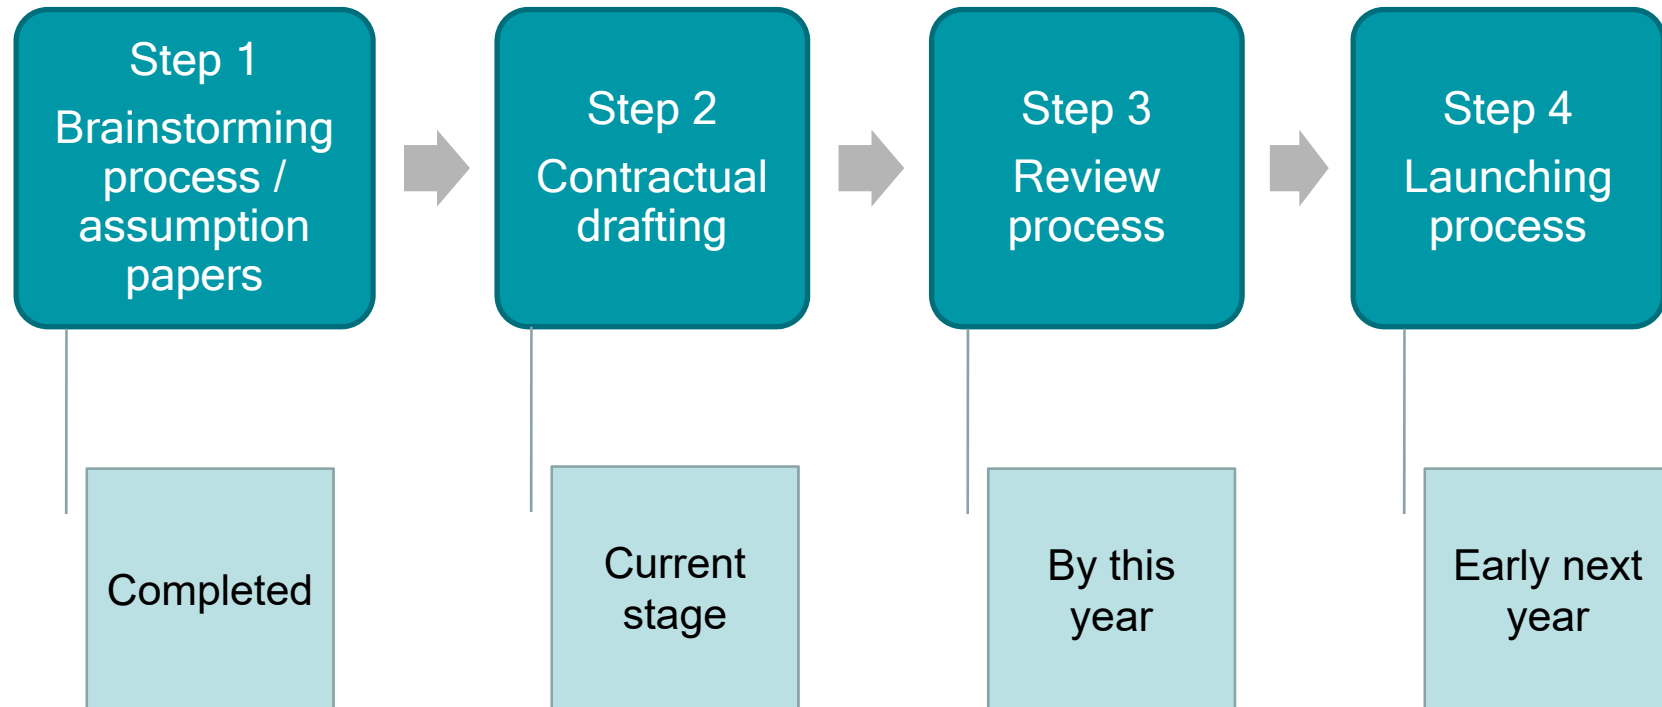 Step 1
Brainstorming
process /
assumption
papers
Step 2
Contractual
drafting
Step 3
Review
process
Step 4
Launching
process
Completed
Current
stage
By this
year
Early next
year